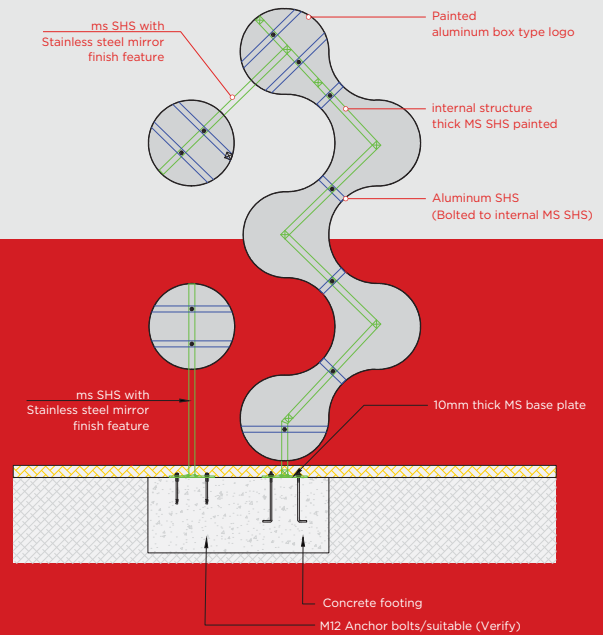 ms SHS with
Stainless steel mirror
finish feature
Painted
aluminum box type logo
internal structure
thick MS SHS painted
Aluminum SHS
(Bolted to internal MS SHS)
ms SHS with
Stainless steel mirror
finish feature
10mm thick MS base plate
Concrete footing
M12 Anchor bolts/suitable (Verify)